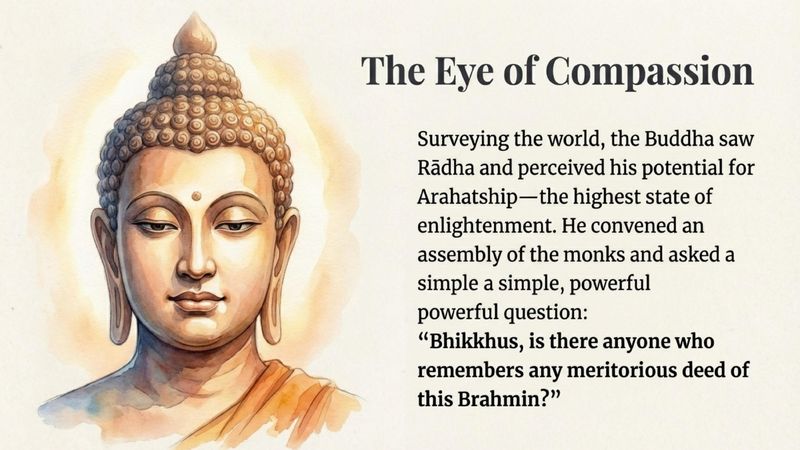 The Eye of Compassion
Surveying the world, the Buddha saw
Rādha and perceived his potential for
Arahatship—the highest state of
enlightenment. He convened an
assembly of the monks and asked a
simple a simple, powerful
powerful question:
“Bhikkhus, is there anyone who
remembers any meritorious deed of
this Brahmin?”